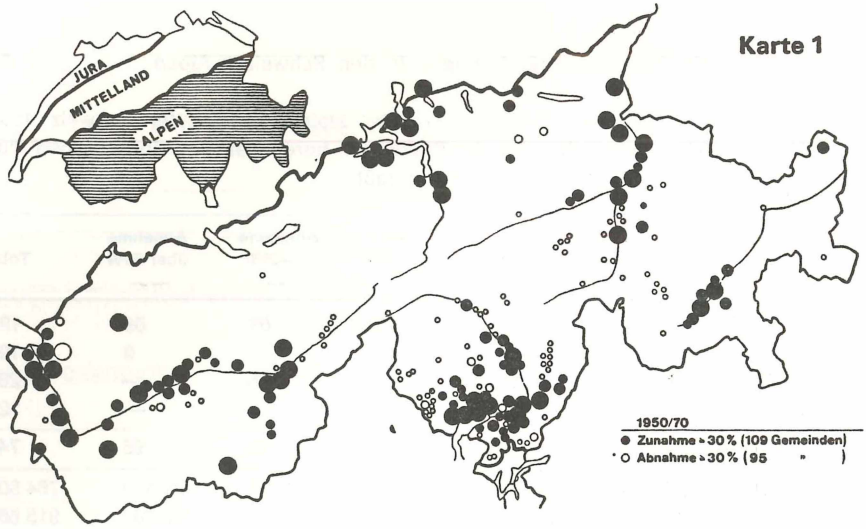 Karte 1
JURA
MITTELLAND
ALPEN
1950/70
Zunahme ≥ 30 % (109 Gemeinden)
Abnahme ≥ 30 % (95 " )